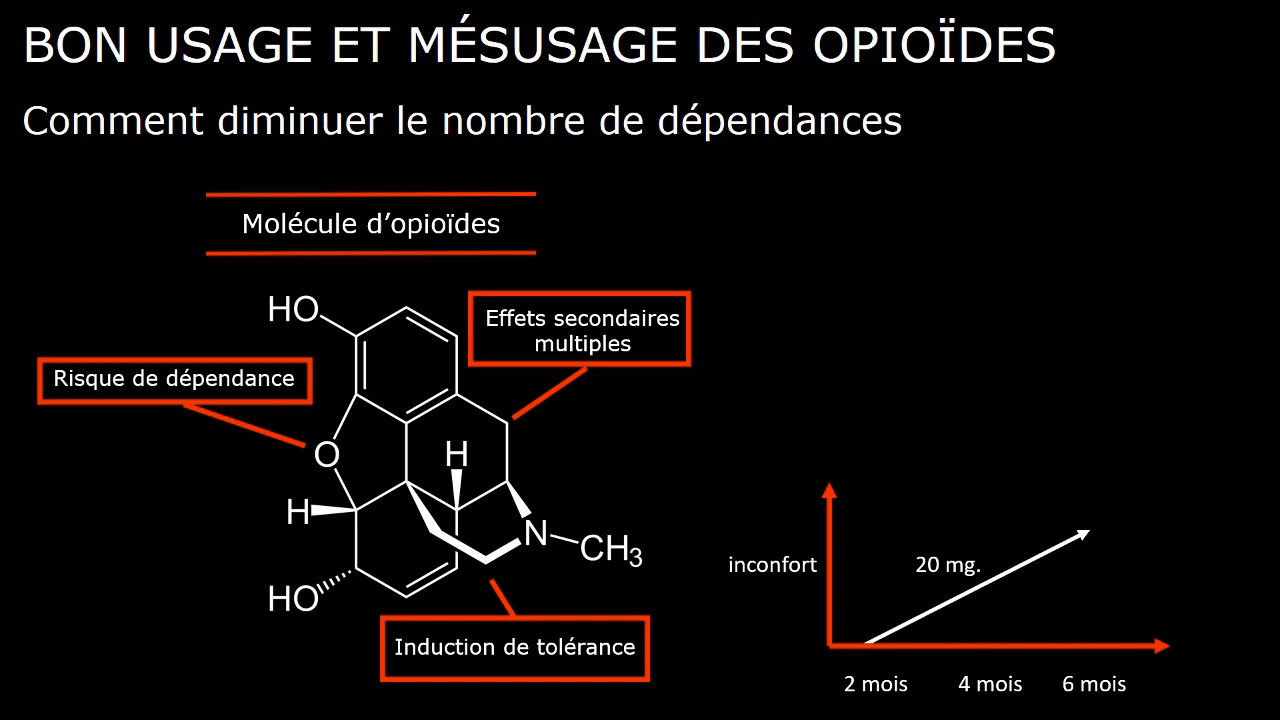 BON USAGE ET MÉSUSAGE DES OPIOÏDES
Comment diminuer le nombre de dépendances
Molécule d’opioïdes
HO
Effets secondaires
multiples
Risque de dépendance
O
H
H
N
CH3
HO
Induction de tolérance
inconfort
20 mg.
2 mois
4 mois
6 mois